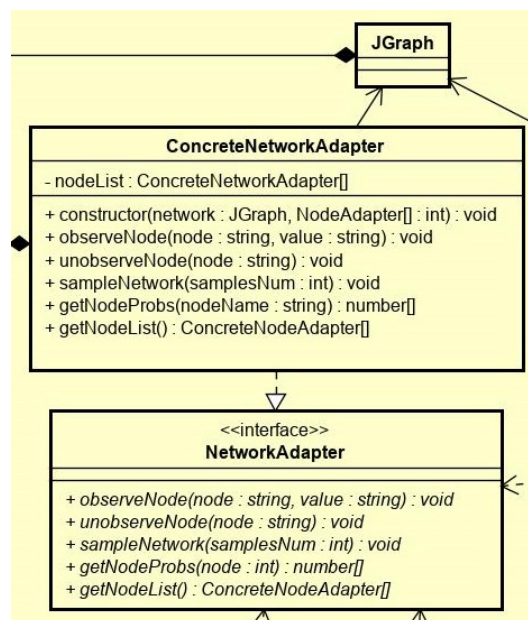 JGraph
ConcreteNetworkAdapter
- nodeList : ConcreteNetworkAdapter[]
+ constructor(network : JGraph, NodeAdapter[] : int) : void
+ observeNode(node : string, value : string) : void
+ unobserveNode(node : string) : void
+ sampleNetwork(samplesNum : int) : void
+ getNodeProbs(nodeName : string) : number[]
+ getNodeList() : ConcreteNodeAdapter[]
<<interface>>
NetworkAdapter
+ observeNode(node : string, value : string) : void
+ unobserveNode(node : string) : void
+ sampleNetwork(samplesNum : int) : void
+ getNodeProbs(node : int) : number[]
+ getNodeList() : ConcreteNodeAdapter[]